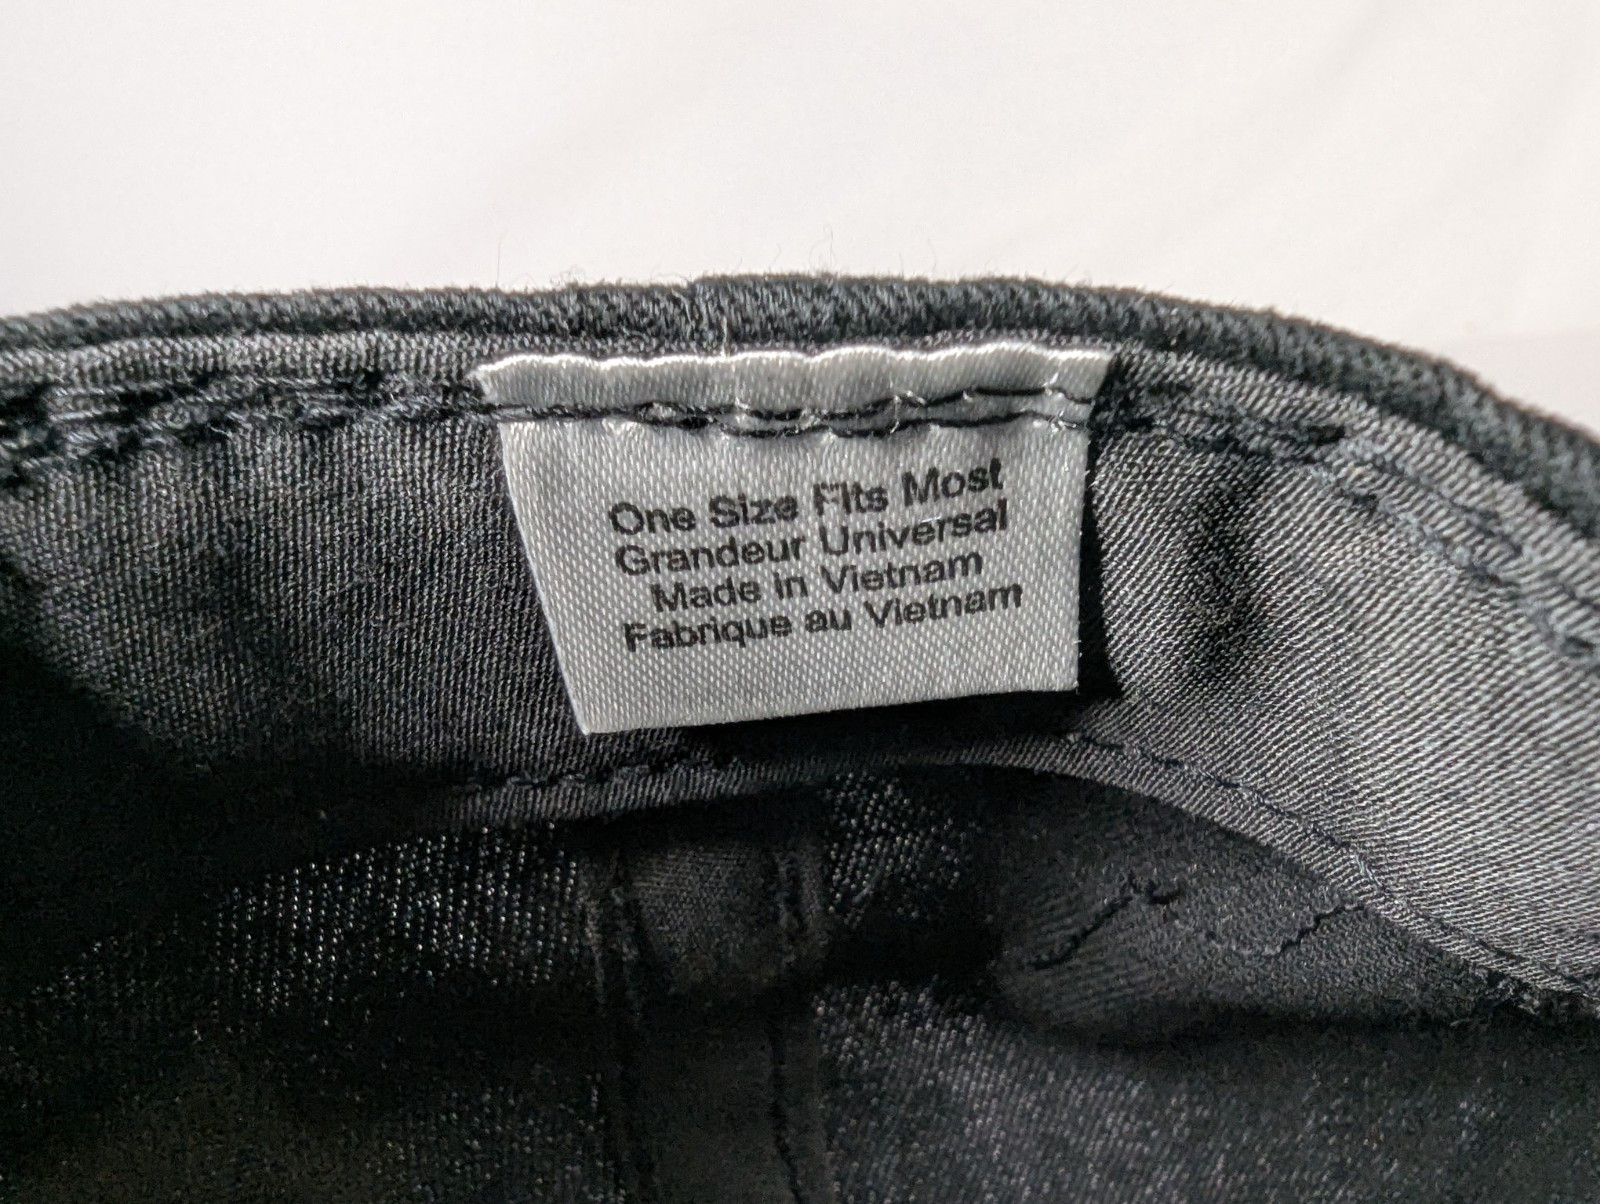 One Size Fits Most
Grandeur Universal
Made in Vietnam
Fabrique au Vietnam